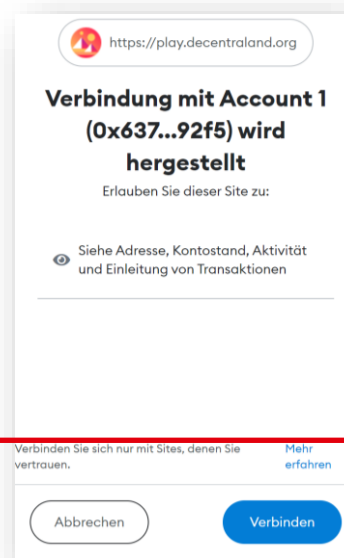 https://play.decentraland.org
Verbindung mit Account 1
(0x637...92f5) wird
hergestellt
Erlauben Sie dieser Site zu:
Siehe Adresse, Kontostand, Aktivität
und Einleitung von Transaktionen
Verbinden Sie sich nur mit Sites, denen Sie
vertrauen.
Mehr
erfahren
Abbrechen
Verbinden